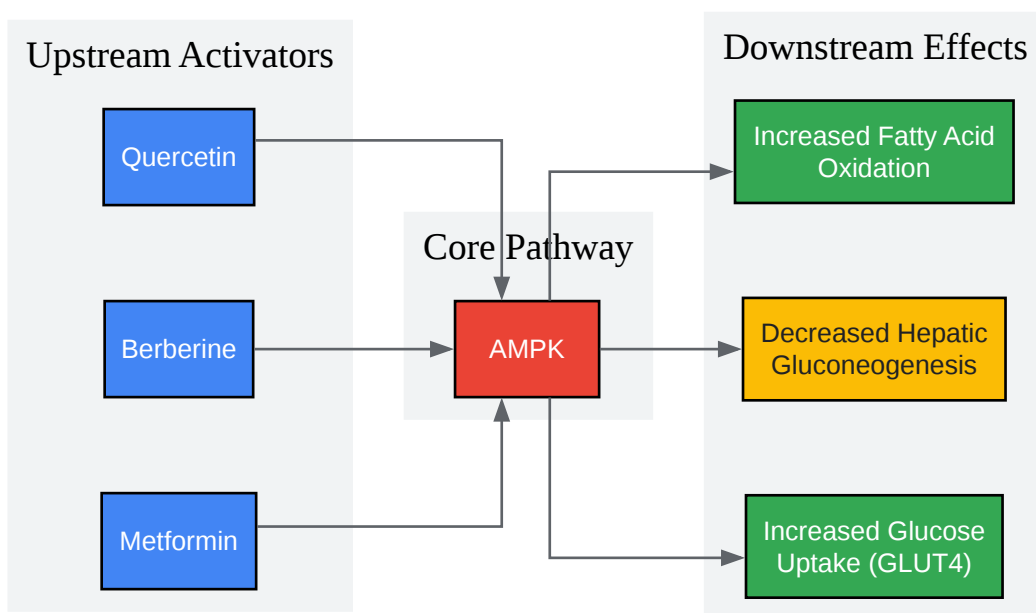 Upstream Activators
Quercetin
Berberine
Metformin
Core Pathway
AMPK
Downstream Effects
Increased Fatty Acid
Oxidation
Decreased Hepatic
Gluconeogenesis
Increased Glucose
Uptake (GLUT4)